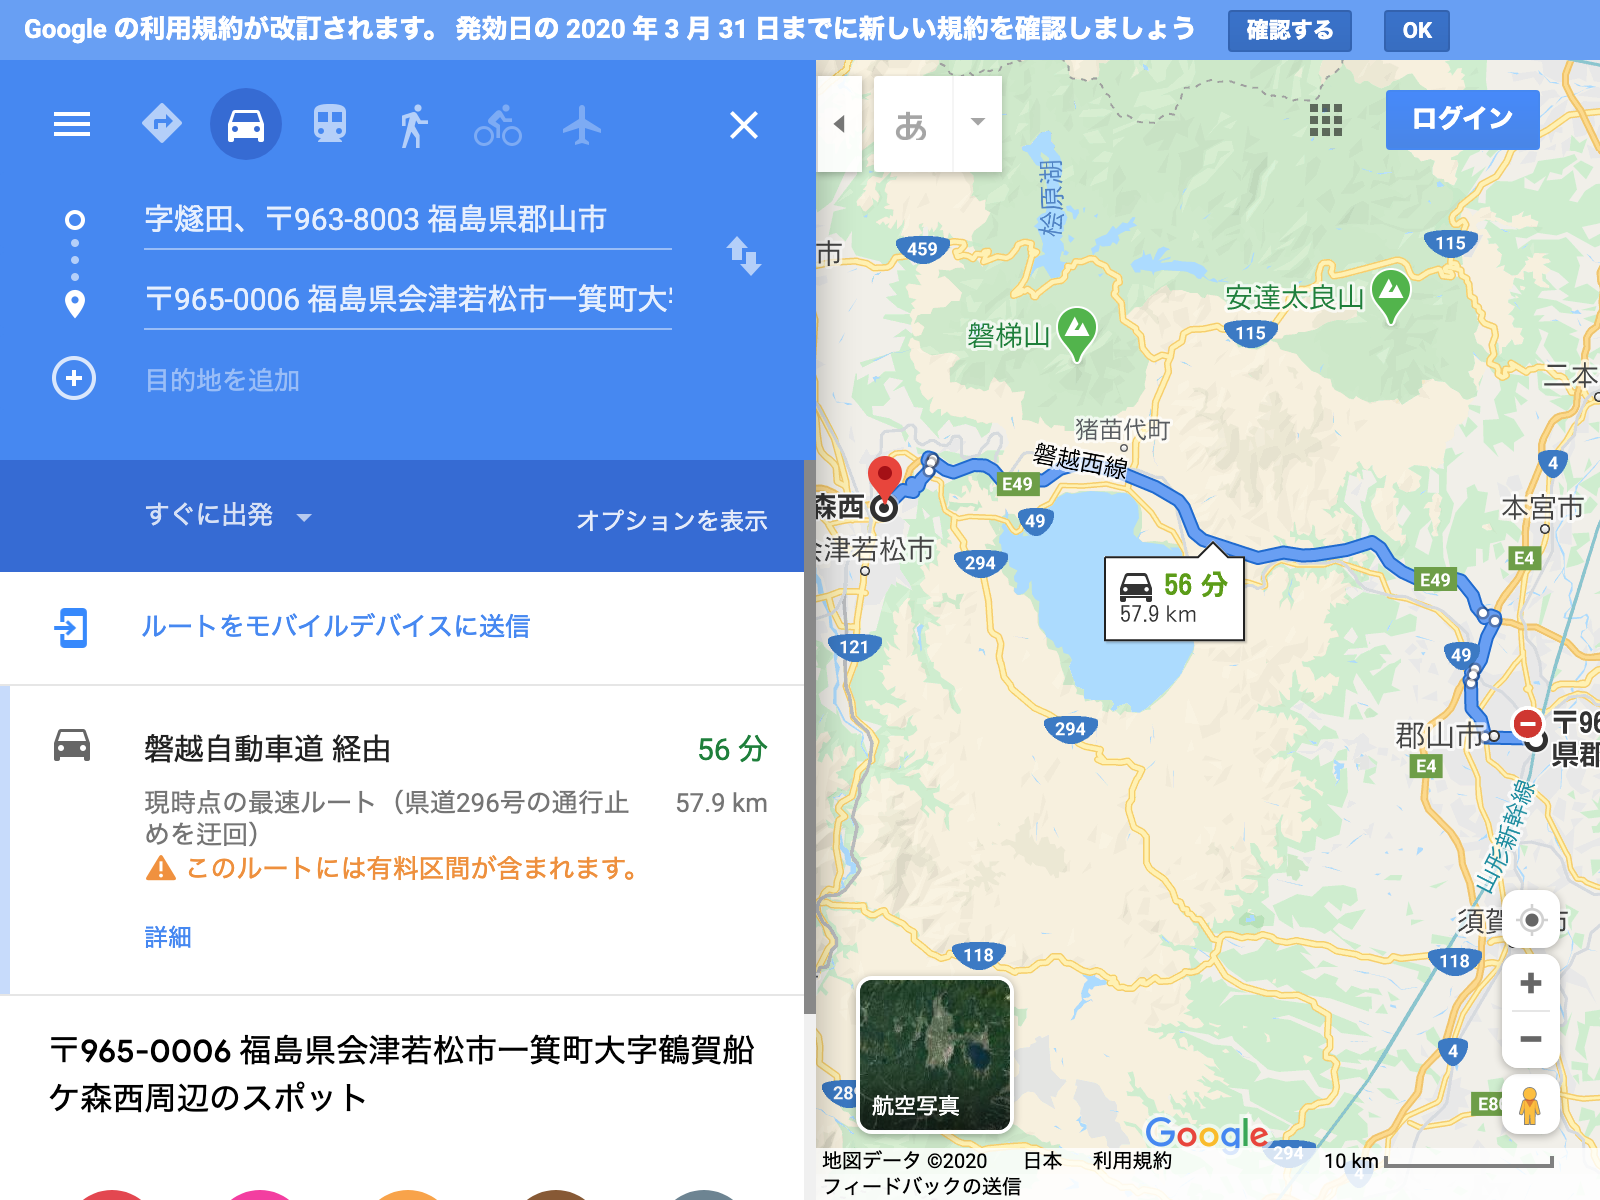 Google の利用規約が改訂されます。 発効日の 2020 年 3 月 31 日までに新しい規約を確認しましょう
確認する
OK
字燧田、〒963-8003 福島県郡山市
〒965-0006 福島県会津若松市一箕町大
目的地を追加
すぐに出発
オプションを表示
ルートをモバイルデバイスに送信
磐越自動車道 経由
56 分
現時点の最速ルート（県道296号の通行止
めを迂回）
57.9 km
このルートには有料区間が含まれます。
詳細
〒965-0006 福島県会津若松市一箕町大字鶴賀船
ケ森西周辺のスポット
あ
ログイン
桧原湖
市
459
115
安達太良山
磐梯山
115
二本
猪苗代町
磐越西線
4
E49
森西
49
本宮市
会津若松市
294
E4
56 分
57.9 km
E49
121
49
294
郡山市
〒96
県郡
E4
山形新幹線
須賀
市
118
118
4
289
航空写真
E80
Google
294
4
地図データ ©2020
日本
利用規約
10 km
フィードバックの送信